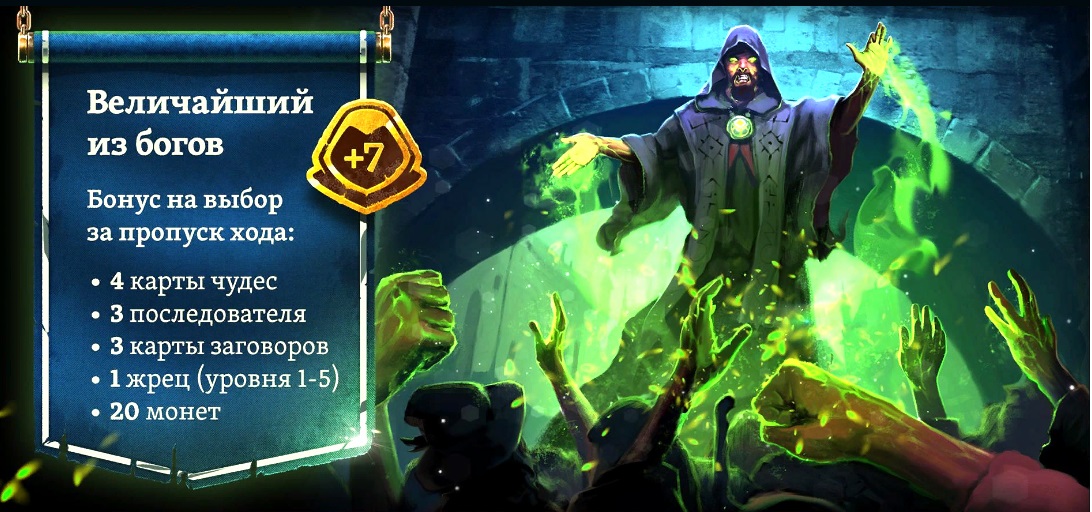 Величайший
из богов
+7
Бонус на выбор
за пропуск хода:
• 4 карты чудес
• 3 последователя
• 3 карты заговоров
• 1 жрец (уровня 1-5)
• 20 монет